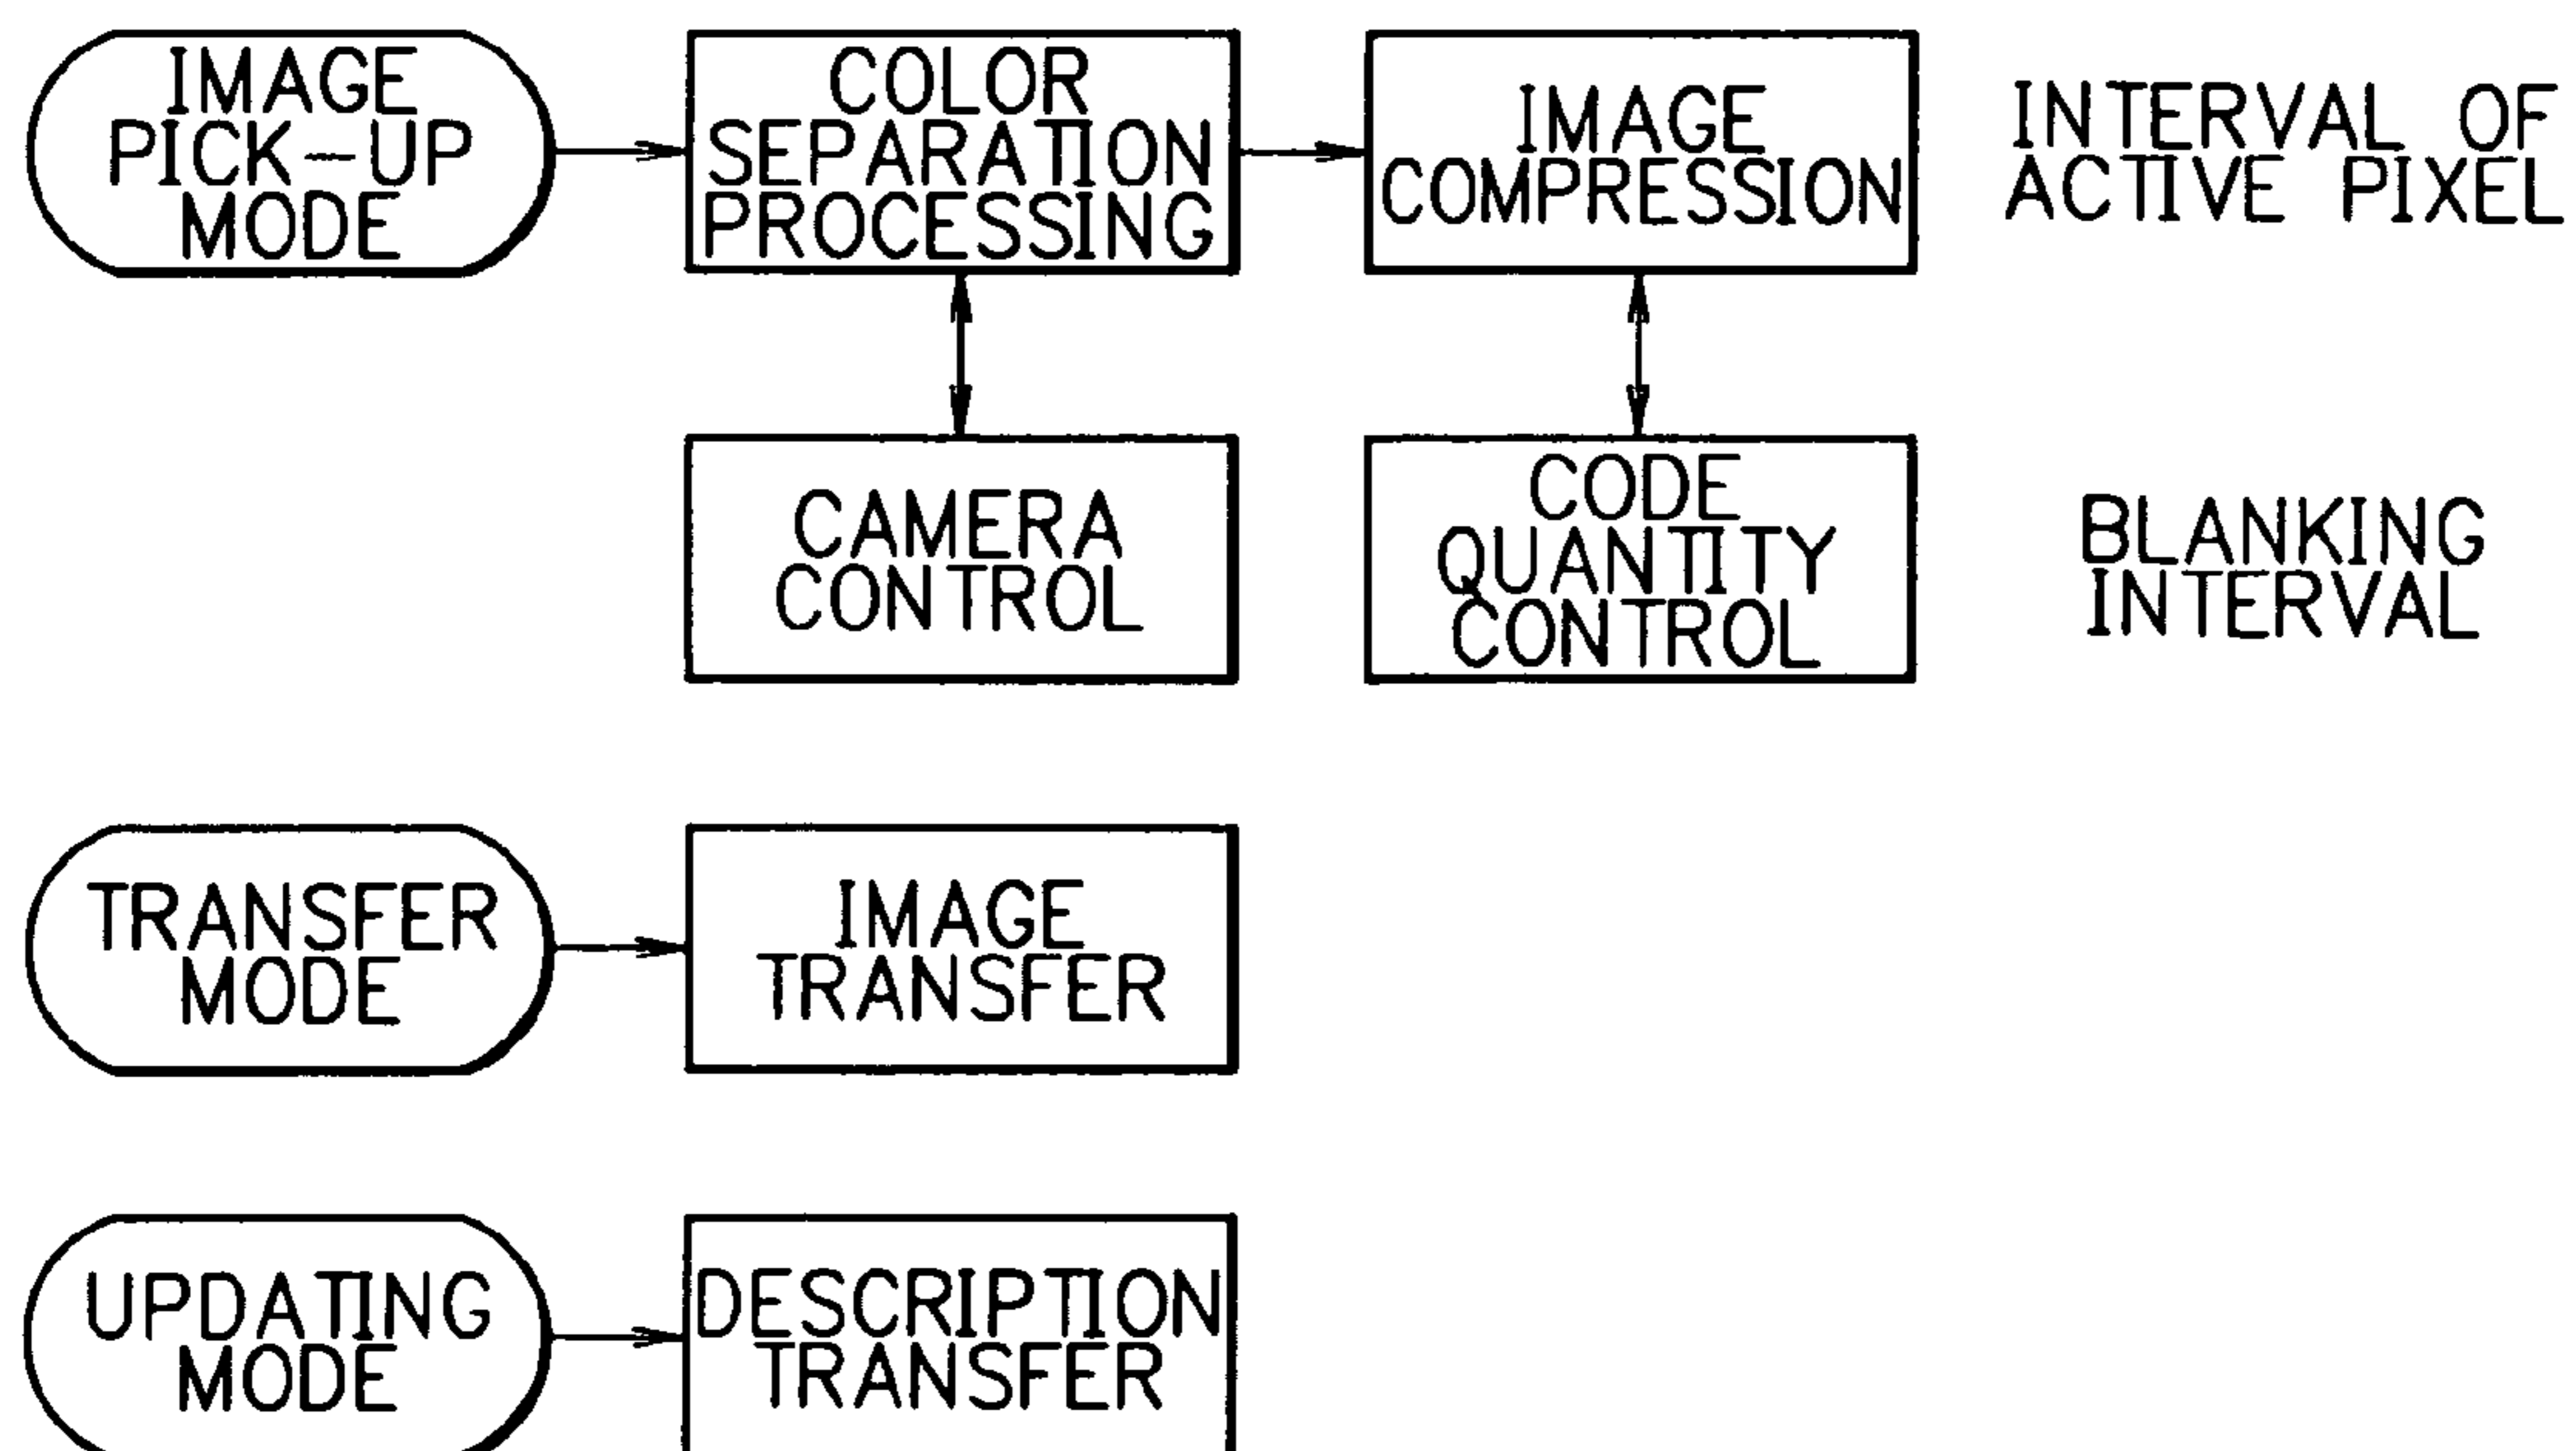 IMAGE
PICK-UP
MODE
COLOR
SEPARATION
PROCESSING
IMAGE
COMPRESSION
INTERVAL OF
ACTIVE PIXEL
CAMERA
CONTROL
CODE
QUANTITY
CONTROL
BLANKING
INTERVAL
TRANSFER
MODE
IMAGE
TRANSFER
UPDATING
MODE
DESCRIPTION
TRANSFER